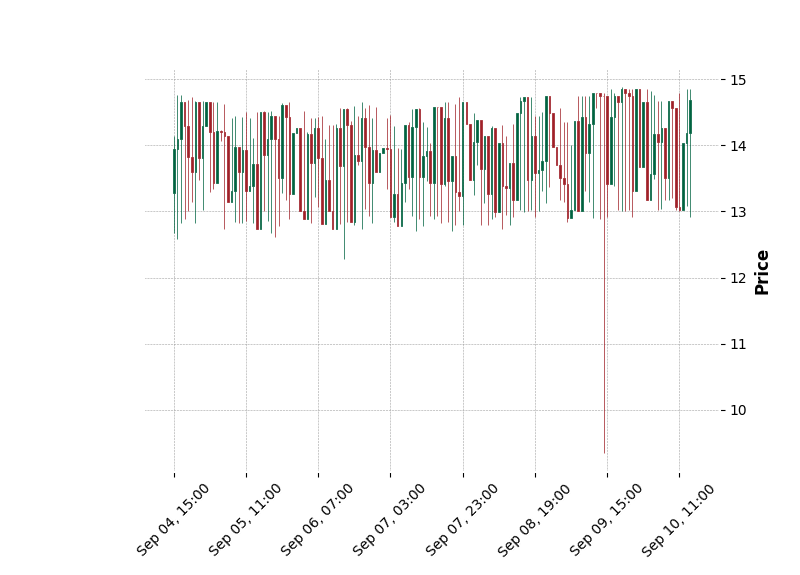 15
14
13
12
11
10
Price
Sep 04, 15:00
Sep 05, 11:00
Sep 06, 07:00
Sep 07, 03:00
Sep 07, 23:00
Sep 08, 19:00
Sep 09, 15:00
Sep 10, 11:00